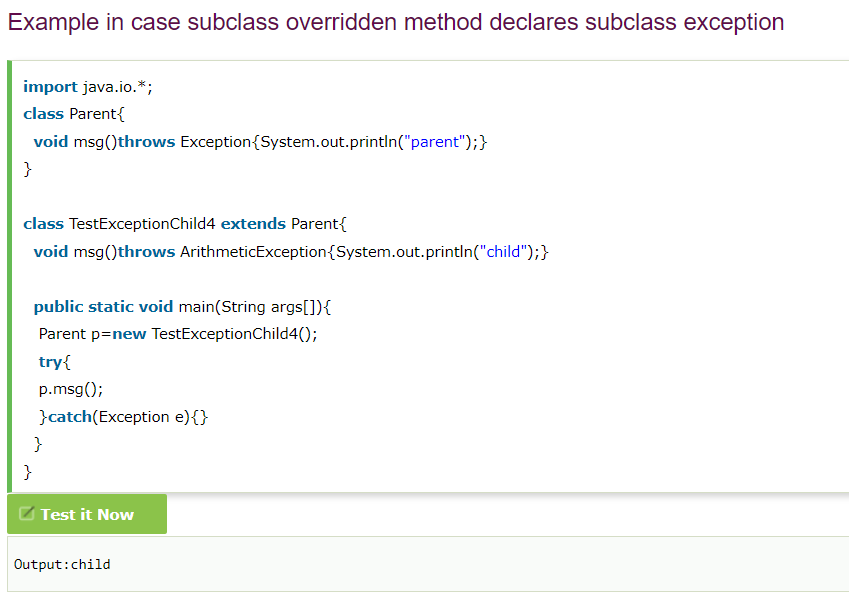 Example in case subclass overridden method declares subclass exception
import java.io.*;
class Parent{
void msg()throws Exception{System.out.println("parent");}
}
class TestExceptionChild4 extends Parent{
void msg()throws ArithmeticException{System.out.println("child");}
public static void main(String args[]){
Parent p=new TestExceptionChild4();
try{
p.msg();
}catch(Exception e){}
}
}
Test it Now
Output:child